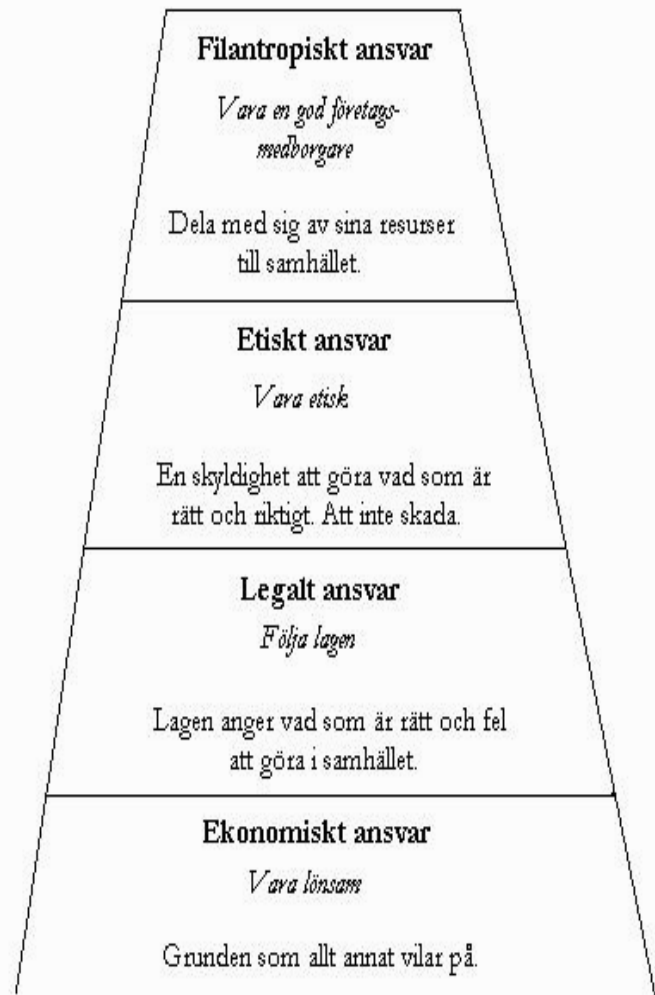 Filantropiskt ansvar
Vara en god företags-
medborgare
Dela med sig av sina resurser
till samhället.
Etiskt ansvar
Vara etisk
En skyldighet att göra vad som är
rätt och riktigt. Att inte skada.
Legalt ansvar
Följa lagen
Lagen anger vad som är rätt och fel
att göra i samhället.
Ekonomiskt ansvar
Vara lönsam
Grunden som allt annat vilar på.